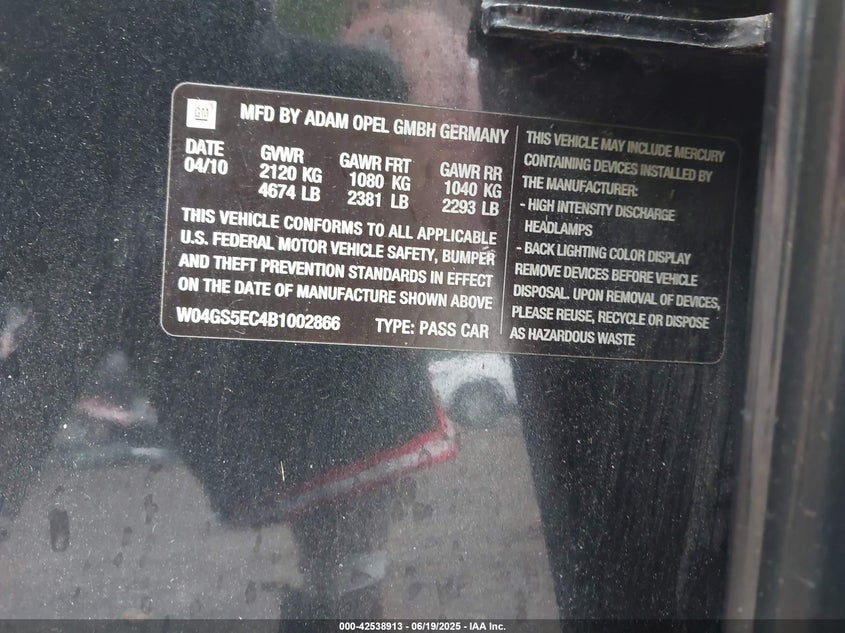 GM
MFD BY ADAM OPEL GMBH GERMANY
DATE GVWR GAWR FRT GAWR RR
04/10 2120 KG 1080 KG 1040 KG
4674 LB 2381 LB 2293 LB
THIS VEHICLE CONFORMS TO ALL APPLICABLE
U.S. FEDERAL MOTOR VEHICLE SAFETY, BUMPER
AND THEFT PREVENTION STANDARDS IN EFFECT
ON THE DATE OF MANUFACTURE SHOWN ABOVE
W04GS5EC4B1002866 TYPE: PASS CAR
THIS VEHICLE MAY INCLUDE MERCURY
CONTAINING DEVICES INSTALLED BY
THE MANUFACTURER:
- HIGH INTENSITY DISCHARGE
HEADLAMPS
- BACK LIGHTING COLOR DISPLAY
REMOVE DEVICES BEFORE VEHICLE
DISPOSAL. UPON REMOVAL OF DEVICES,
PLEASE REUSE, RECYCLE OR DISPOSE
AS HAZARDOUS WASTE
000-42538913 - 06/19/2025 - IAA Inc.